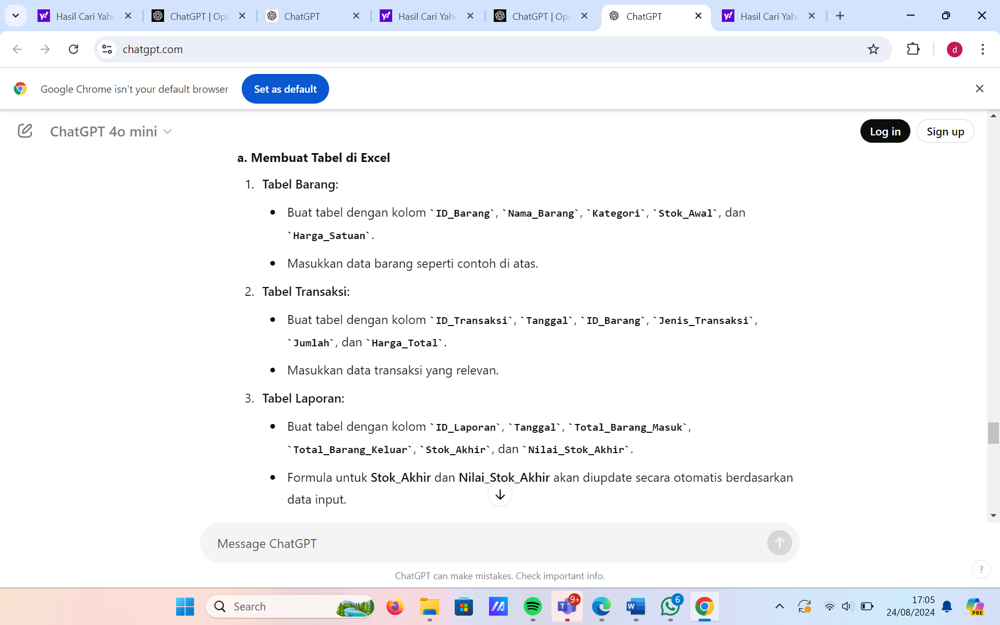 Hasil Cari Yah
ChatGPT | Ope
ChatGPT
Hasil Cari Yah
ChatGPT | Ope
ChatGPT
Hasil Cari Yah
chatgpt.com
d
Google Chrome isn't your default browser
Set as default
ChatGPT 4o mini
Log in
Sign up
a. Membuat Tabel di Excel
1. Tabel Barang:
• Buat tabel dengan kolom `ID_Barang`, `Nama_Barang`, `Kategori`, `Stok_Awal`, dan
`Harga_Satuan`.
• Masukkan data barang seperti contoh di atas.
2. Tabel Transaksi:
• Buat tabel dengan kolom `ID_Transaksi`, `Tanggal`, `ID_Barang`, `Jenis_Transaksi`,
`Jumlah`, dan `Harga_Total`.
• Masukkan data transaksi yang relevan.
3. Tabel Laporan:
• Buat tabel dengan kolom `ID_Laporan`, `Tanggal`, `Total_Barang_Masuk`,
`Total_Barang_Keluar`, `Stok_Akhir`, dan `Nilai_Stok_Akhir`.
• Formula untuk Stok_Akhir dan Nilai_Stok_Akhir akan diupdate secara otomatis berdasarkan
data input.
Message ChatGPT
ChatGPT can make mistakes. Check important info.
?
Search
9+
6
17:05
24/08/2024
PRE